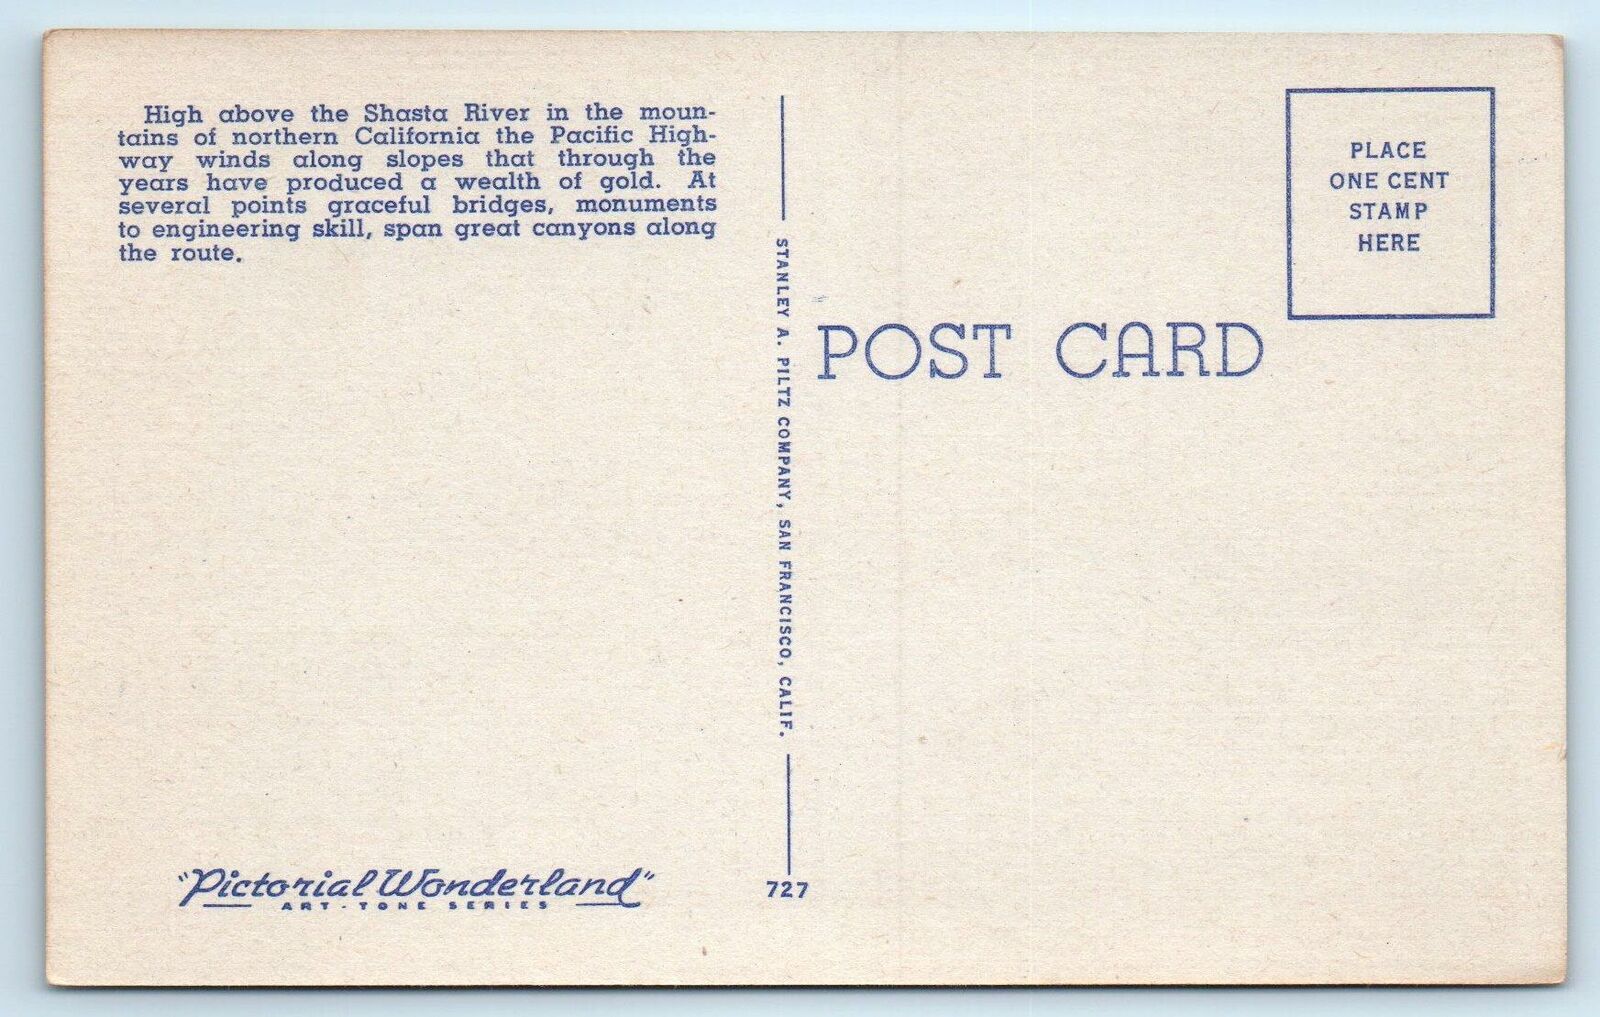 High above the Shasta River in the moun-
tains of northern California the Pacific High-
way winds along slopes that through the
years have produced a wealth of gold. At
several points graceful bridges, monuments
to engineering skill, span great canyons along
the route.
"Pictorial Wonderland"
ART-TONE SERIES
STANLEY A. PILTZ COMPANY, SAN FRANCISCO, CALIF.
727
POST CARD
PLACE
ONE CENT
STAMP
HERE